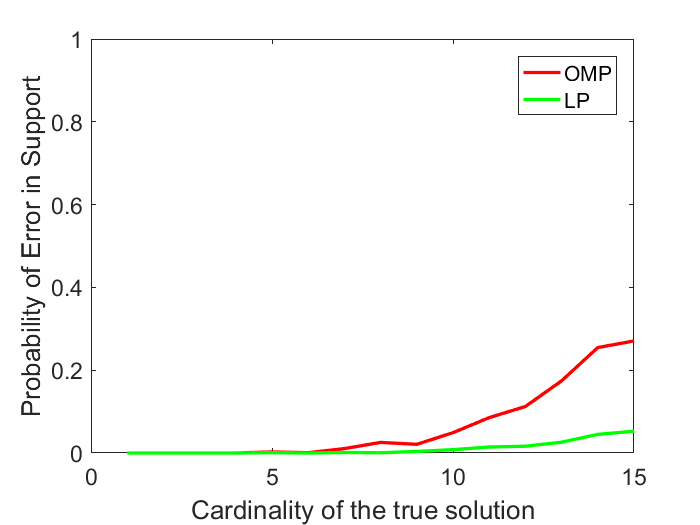 1
0.8
0.6
0.4
0.2
0
0
5
10
15
Probability of Error in Support
Cardinality of the true solution
OMP
LP